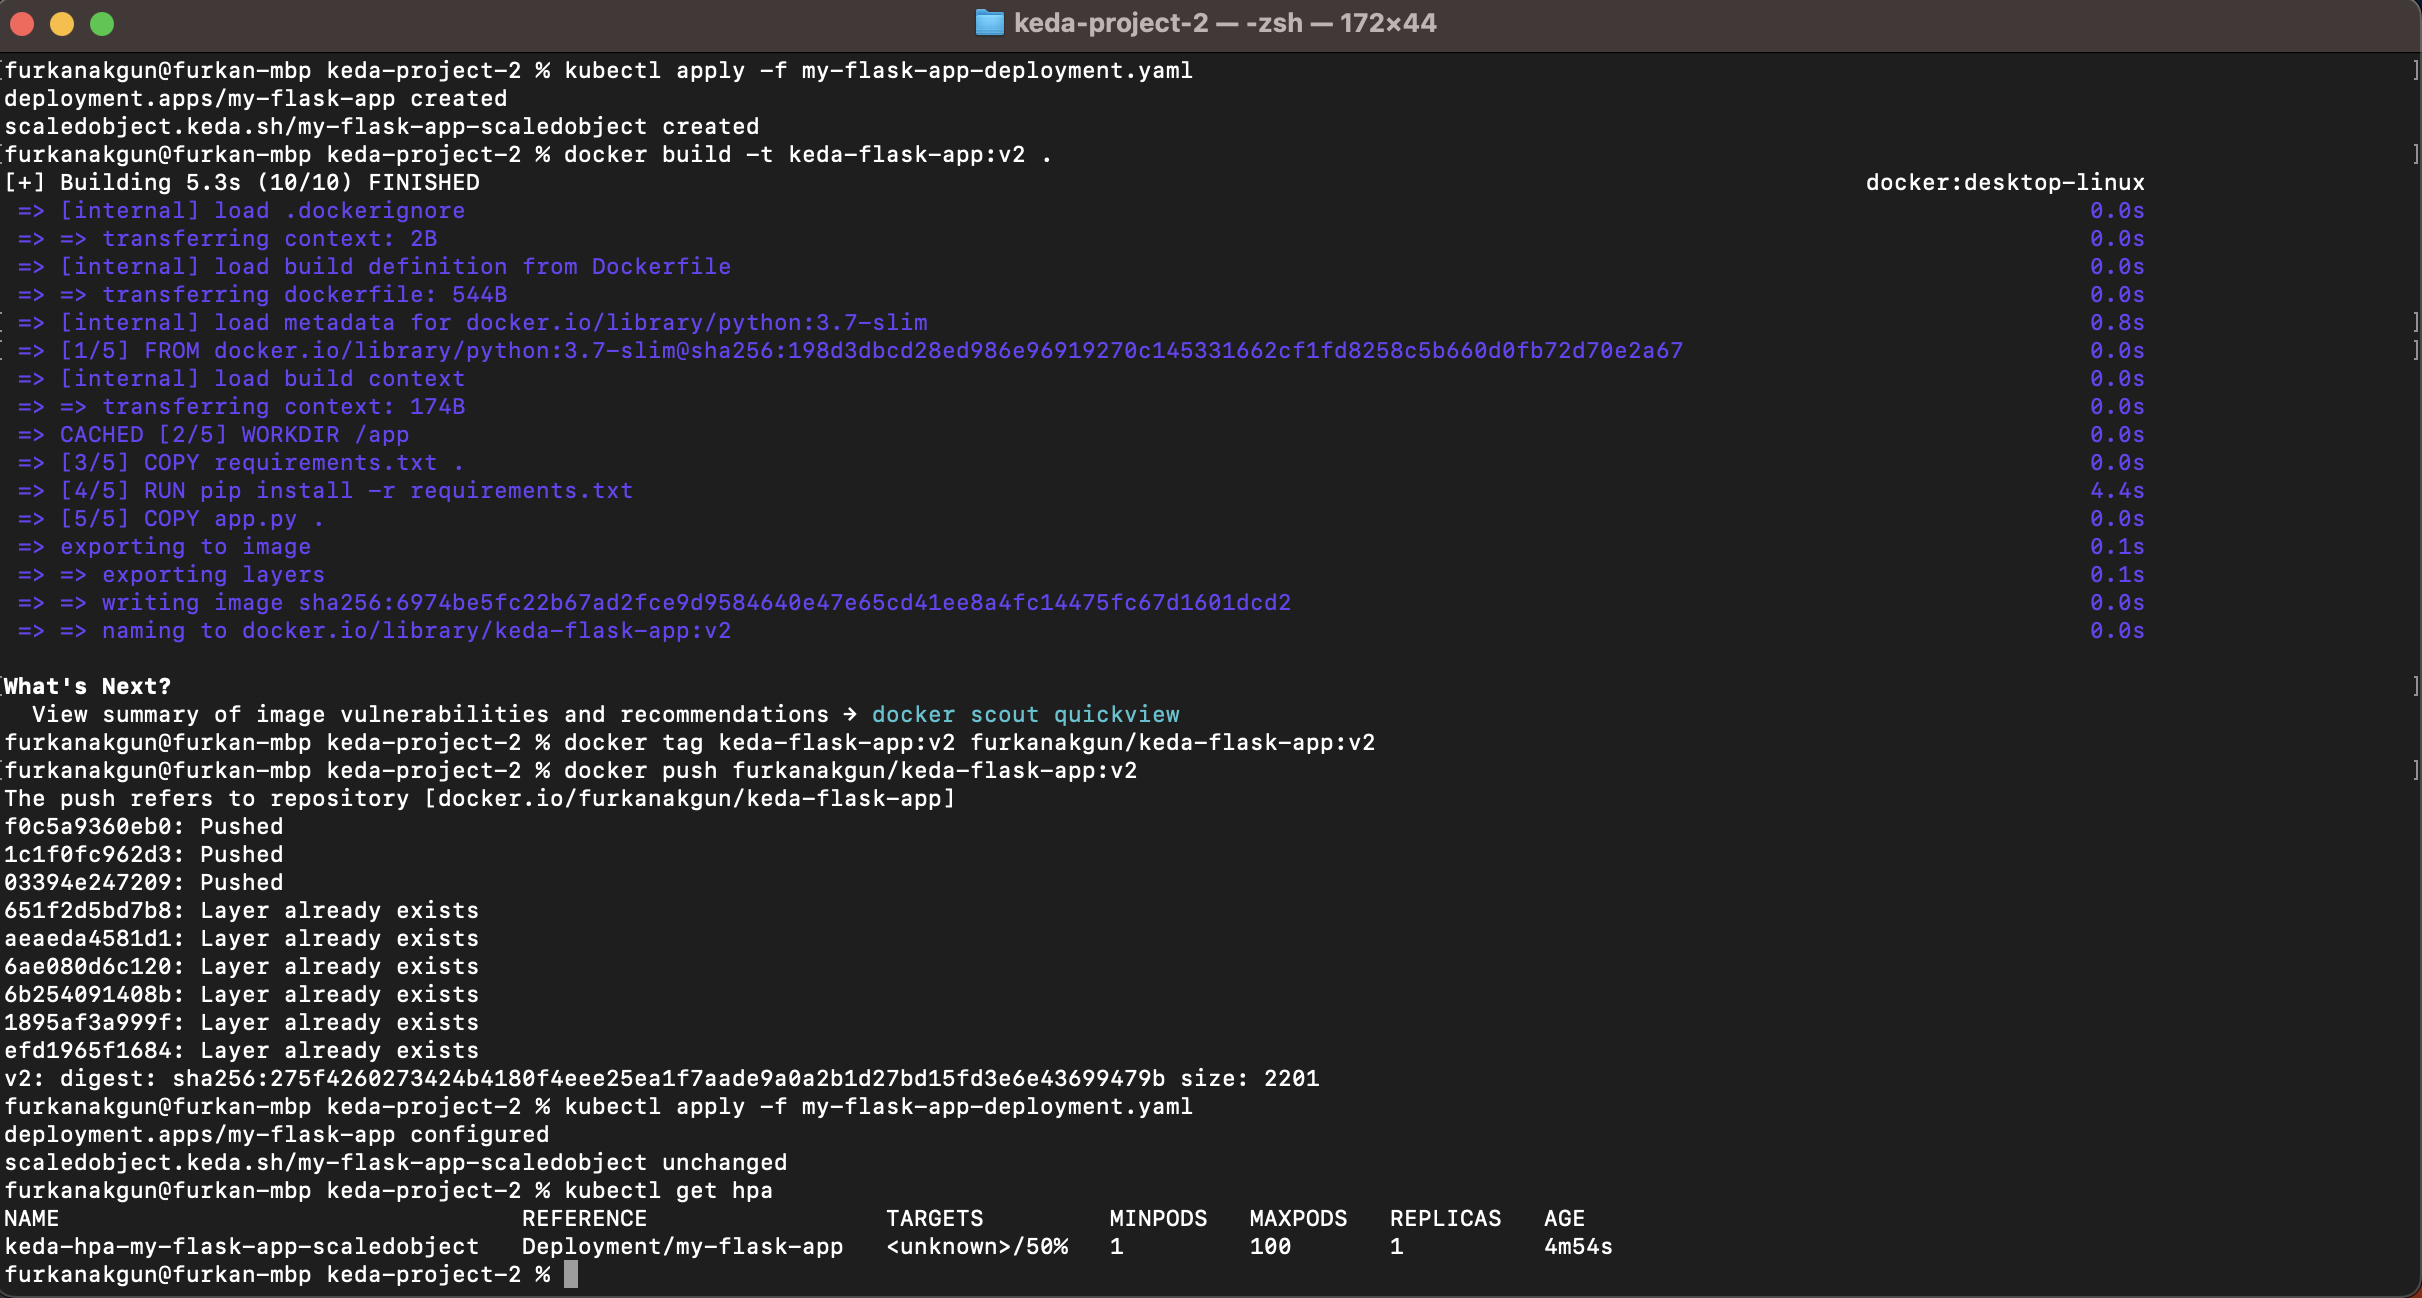 keda-project-2 — -zsh — 172×44
furkanakgun@furkan-mbp keda-project-2 % kubectl apply -f my-flask-app-deployment.yaml
deployment.apps/my-flask-app created
scaledobject.keda.sh/my-flask-app-scaledobject created
furkanakgun@furkan-mbp keda-project-2 % docker build -t keda-flask-app:v2 .
[+] Building 5.3s (10/10) FINISHED docker:desktop-linux
=> [internal] load .dockerignore 0.0s
=> => transferring context: 2B 0.0s
=> [internal] load build definition from Dockerfile 0.0s
=> => transferring dockerfile: 544B 0.0s
=> [internal] load metadata for docker.io/library/python:3.7-slim 0.8s
=> [1/5] FROM docker.io/library/python:3.7-slim@sha256:198d3dbcd28ed986e96919270c145331662cf1fd8258c5b660d0fb72d70e2a67 0.0s
=> [internal] load build context 0.0s
=> => transferring context: 174B 0.0s
=> CACHED [2/5] WORKDIR /app 0.0s
=> [3/5] COPY requirements.txt . 0.0s
=> [4/5] RUN pip install -r requirements.txt 4.4s
=> [5/5] COPY app.py . 0.0s
=> exporting to image 0.1s
=> => exporting layers 0.1s
=> => writing image sha256:6974be5fc22b67ad2fce9d9584640e47e65cd41ee8a4fc14475fc67d1601dcd2 0.0s
=> => naming to docker.io/library/keda-flask-app:v2 0.0s
What's Next?
View summary of image vulnerabilities and recommendations → docker scout quickview
furkanakgun@furkan-mbp keda-project-2 % docker tag keda-flask-app:v2 furkanakgun/keda-flask-app:v2
furkanakgun@furkan-mbp keda-project-2 % docker push furkanakgun/keda-flask-app:v2
The push refers to repository [docker.io/furkanakgun/keda-flask-app]
f0c5a9360eb0: Pushed
1c1f0fc962d3: Pushed
03394e247209: Pushed
651f2d5bd7b8: Layer already exists
aeaeda4581d1: Layer already exists
6ae080d6c120: Layer already exists
6b254091408b: Layer already exists
1895af3a999f: Layer already exists
efd1965f1684: Layer already exists
v2: digest: sha256:275f4260273424b4180f4eee25ea1f7aade9a0a2b1d27bd15fd3e6e43699479b size: 2201
furkanakgun@furkan-mbp keda-project-2 % kubectl apply -f my-flask-app-deployment.yaml
deployment.apps/my-flask-app configured
scaledobject.keda.sh/my-flask-app-scaledobject unchanged
furkanakgun@furkan-mbp keda-project-2 % kubectl get hpa
NAME REFERENCE TARGETS MINPODS MAXPODS REPLICAS AGE
keda-hpa-my-flask-app-scaledobject Deployment/my-flask-app <unknown>/50% 1 100 1 4m54s
furkanakgun@furkan-mbp keda-project-2 %